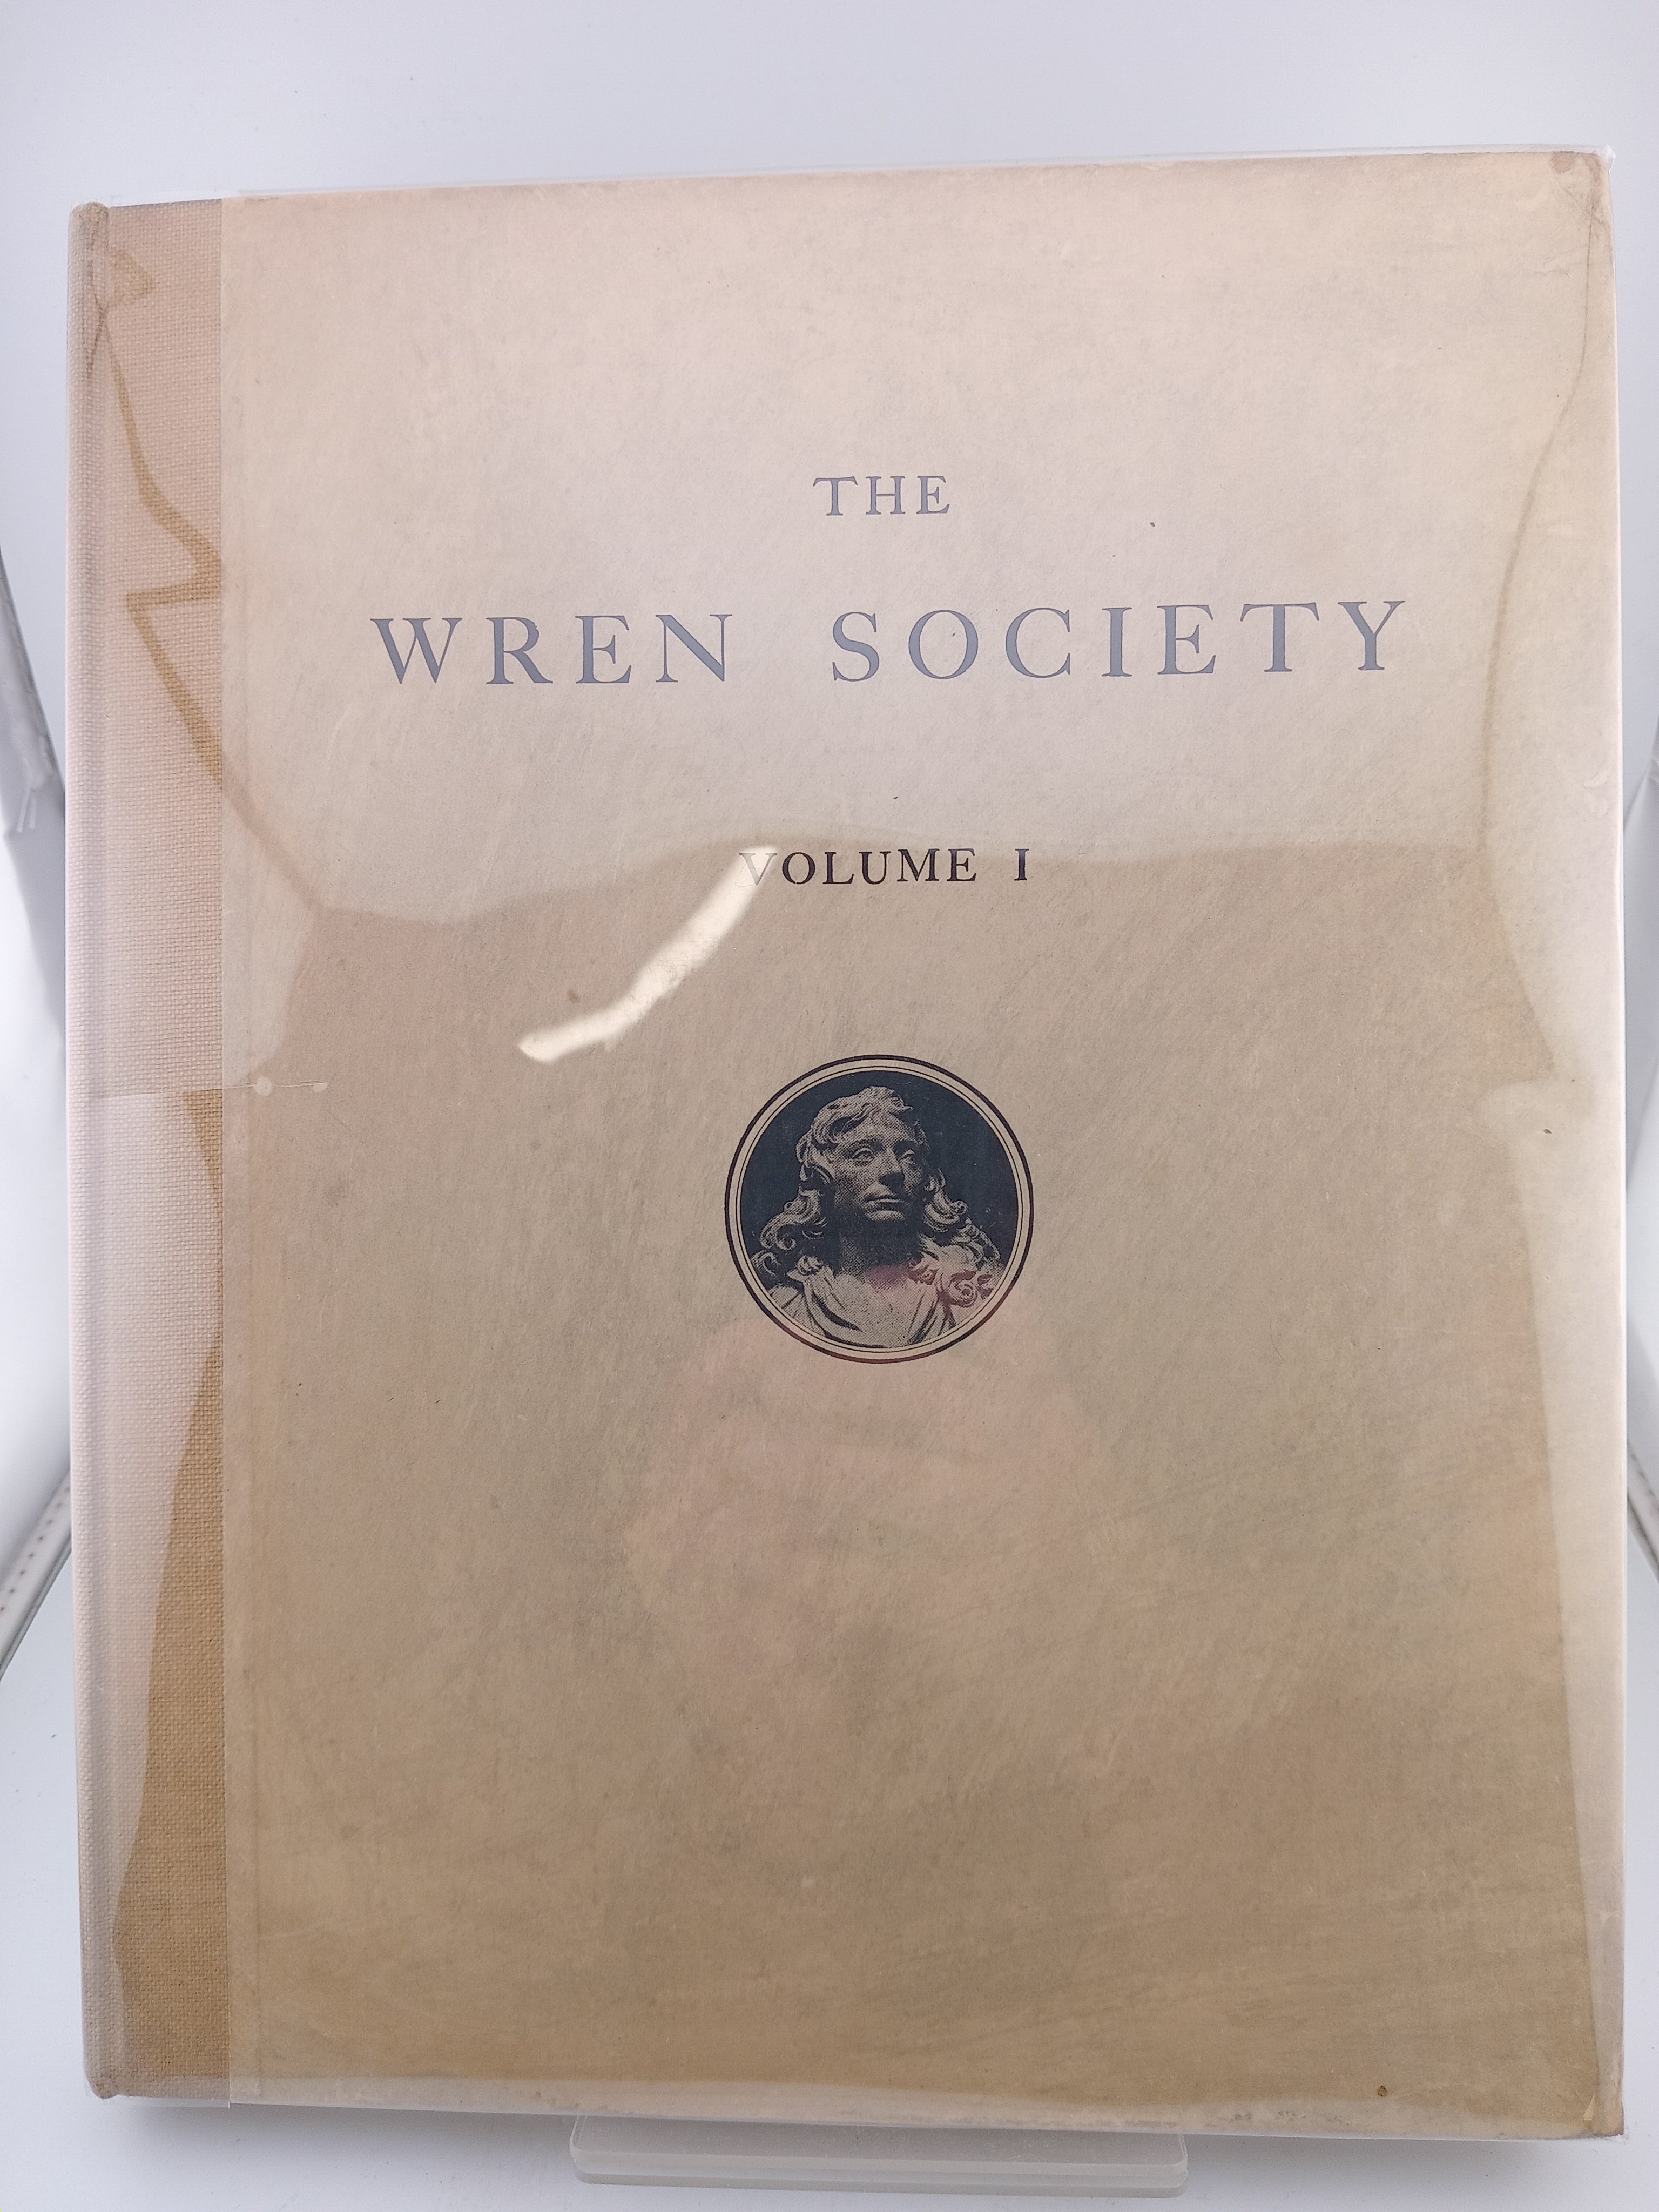 THE
WREN SOCIETY
VOLUME I